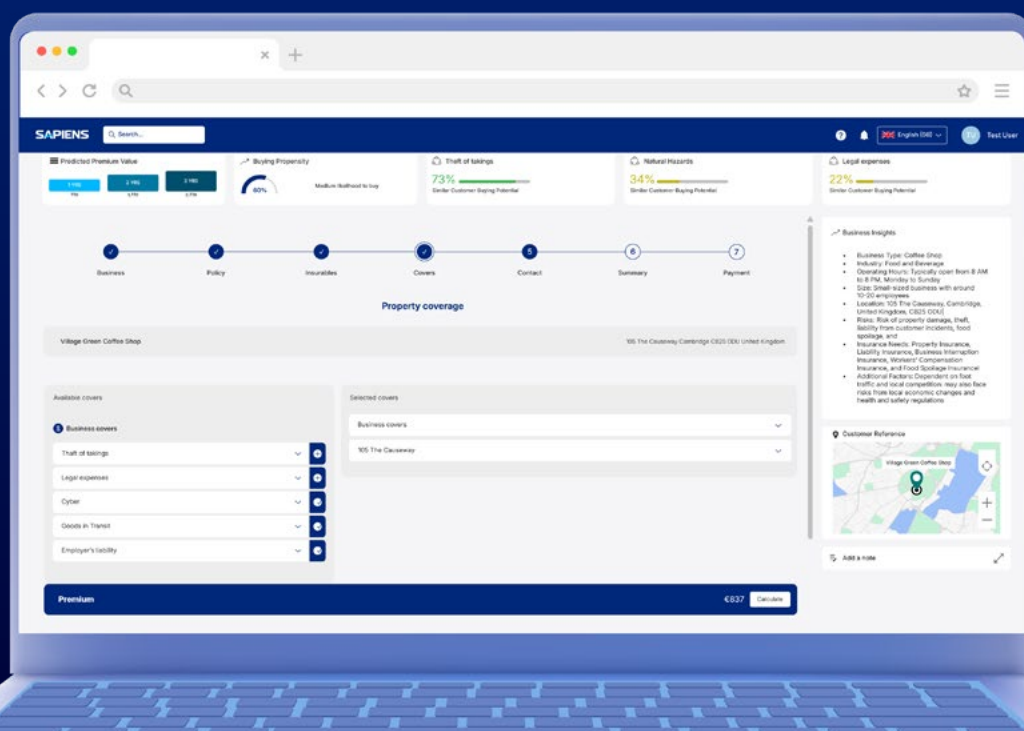 SAPIENS
Search...
English (GB)
TU
Test User
Predicted Premium Value
1 YRS
2 YRS
3 YRS
Buying Propensity
60%
Medium likelihood to buy
Theft of takings
73%
Similar Customer Buying Potential
Natural Hazards
34%
Similar Customer Buying Potential
Legal expenses
22%
Similar Customer Buying Potential
Business
Policy
Insurables
Covers
5
Contact
6
Summary
7
Payment
Property coverage
Village Green Coffee Shop
105 The Causeway Cambridge CB25 0DU United Kingdom
Available covers
5 Business covers
Theft of takings
Legal expenses
Cyber
Goods in Transit
Employer's liability
Selected covers
Business covers
105 The Causeway
Premium
€837
Calculate
Business Insights
Business Type: Coffee Shop
Industry: Food and Beverage
Operating Hours: Typically open from 8 AM
to 8 PM, Monday to Sunday
Size: Small-sized business with around
10-20 employees
Location: 105 The Causeway, Cambridge,
United Kingdom, CB25 0DU
Risks: Risk of property damage, theft,
liability from customer incidents, food
spoilage, and
Insurance Needs: Property Insurance,
Liability Insurance, Business Interruption
Insurance, Workers' Compensation
Insurance, and Food Spoilage Insurance
Additional Factors: Dependent on foot
traffic and local competition, may also face
risks from local economic changes and
health and safety regulations
Customer Reference
Village Green Coffee Shop
Add a note